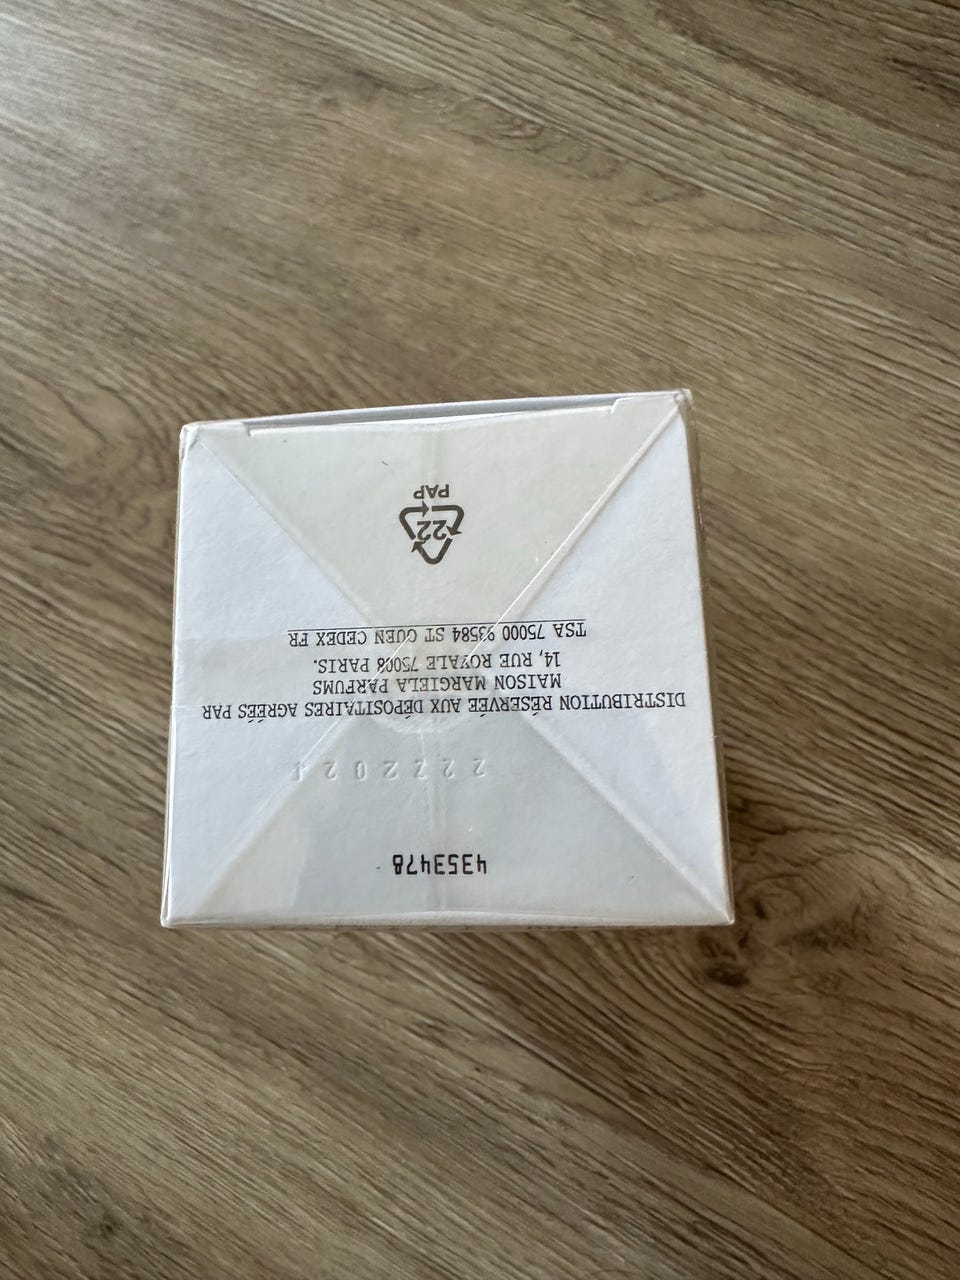 4353478
DISTRIBUTION RÉSERVÉE AUX DÉPOSITAIRES AGRÉÉS PAR
MAISON MARGIELA PARFUMS
14, RUE ROYALE 75008 PARIS.
TSA 75000 93584 ST OUEN CEDEX FR
22
PAP